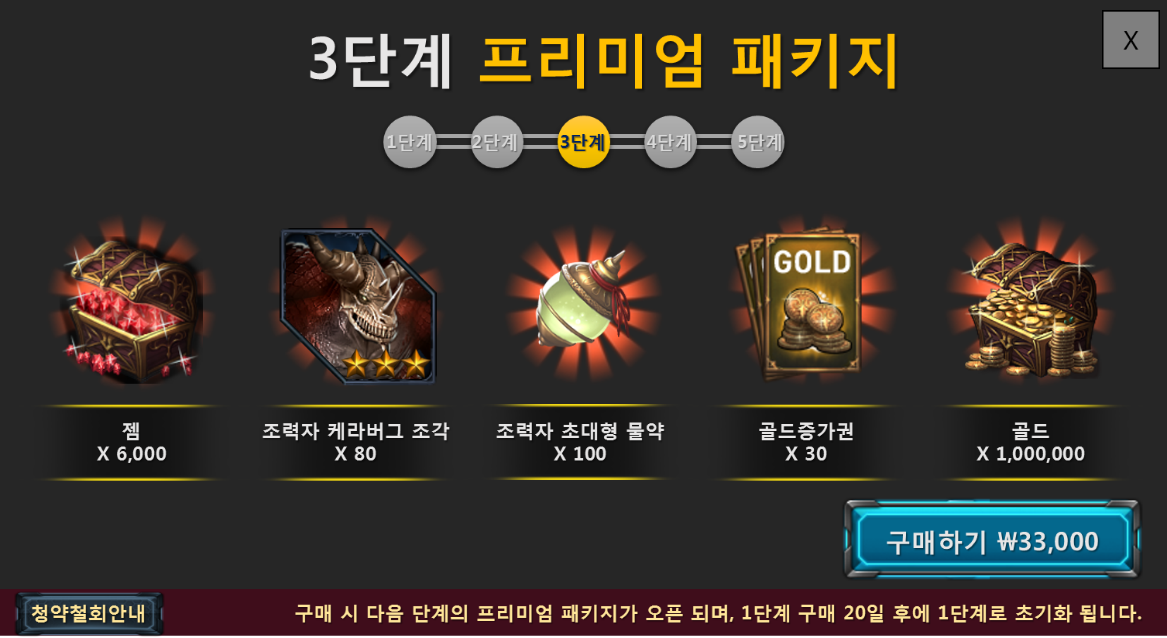 3단계 프리미엄 패키지
X
1단계 2단계 3단계 4단계 5단계
GOLD
젬
X 6,000
조력자 케라버그 조각
X 80
조력자 초대형 물약
X 100
골드증가권
X 30
골드
X 1,000,000
구매하기 ₩33,000
청약철회안내
구매 시 다음 단계의 프리미엄 패키지가 오픈 되며, 1단계 구매 20일 후에 1단계로 초기화 됩니다.